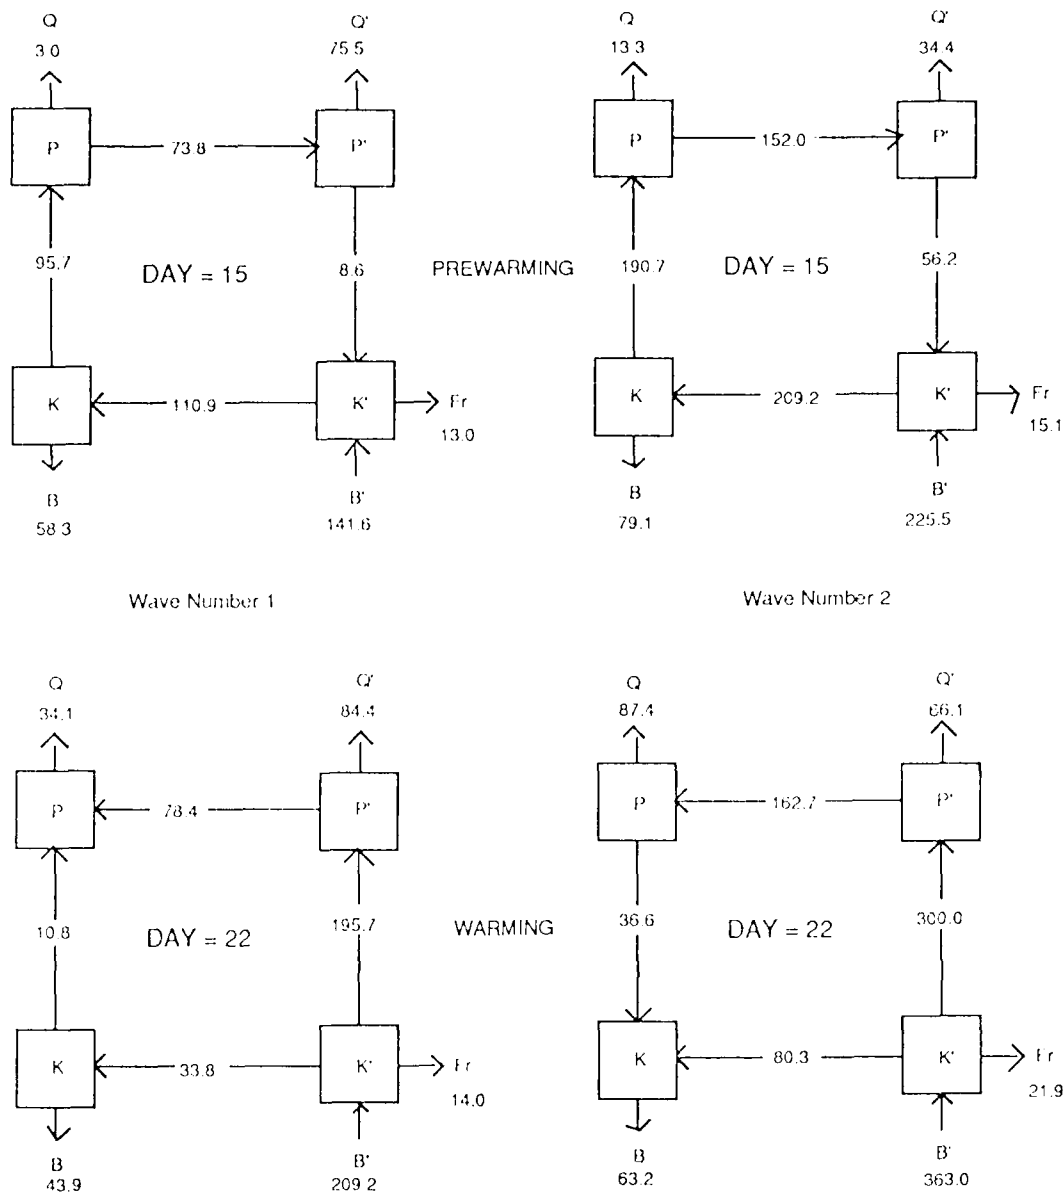 Q Q' Q Q'
3.0 75.5 13.3 34.4
P P' P P'
73.8 152.0
95.7 8.6 190.7 56.2
DAY = 15 PREWARMING DAY = 15
K K' K K'
110.9 209.2
Fr Fr
13.0 15.1
B B' B B'
58.3 141.6 79.1 225.5
Wave Number 1 Wave Number 2
Q Q' Q Q'
34.1 84.4 87.4 66.1
P P' P P'
78.4 162.7
10.8 195.7 36.6 300.0
DAY = 22 WARMING DAY = 22
K K' K K'
33.8 80.3
Fr Fr
14.0 21.9
B B' B B'
43.9 209.2 63.2 363.0